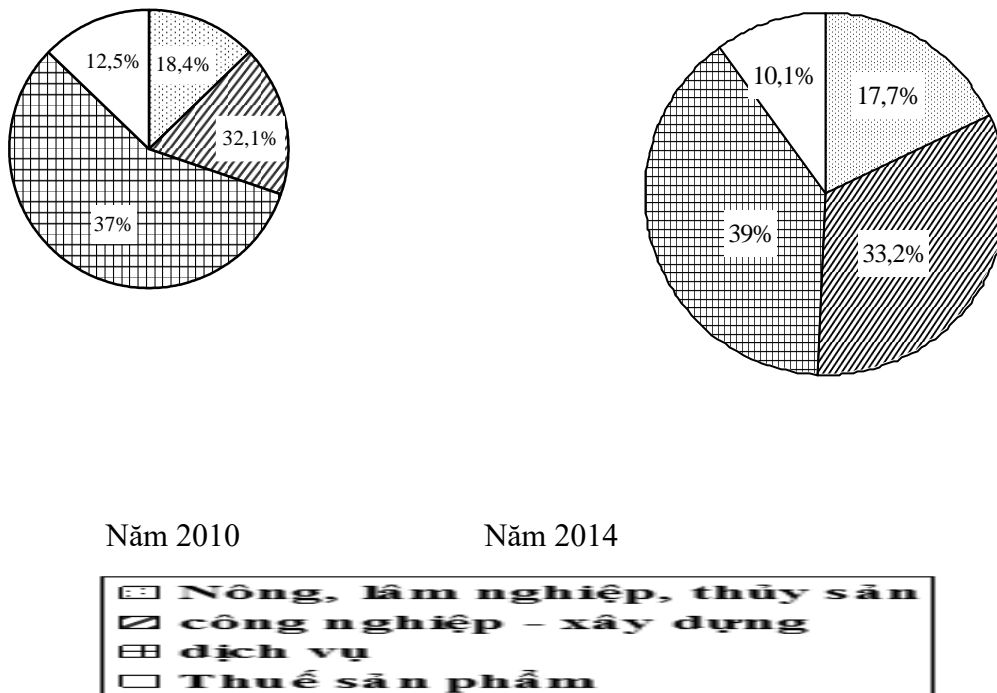 12,5% 18,4%
32,1%
37%
10,1%
17,7%
39%
33,2%
Năm 2010 Năm 2014
Nông, lâm nghiệp, thủy sản
công nghiệp - xây dựng
dịch vụ
Thuế sản phẩm